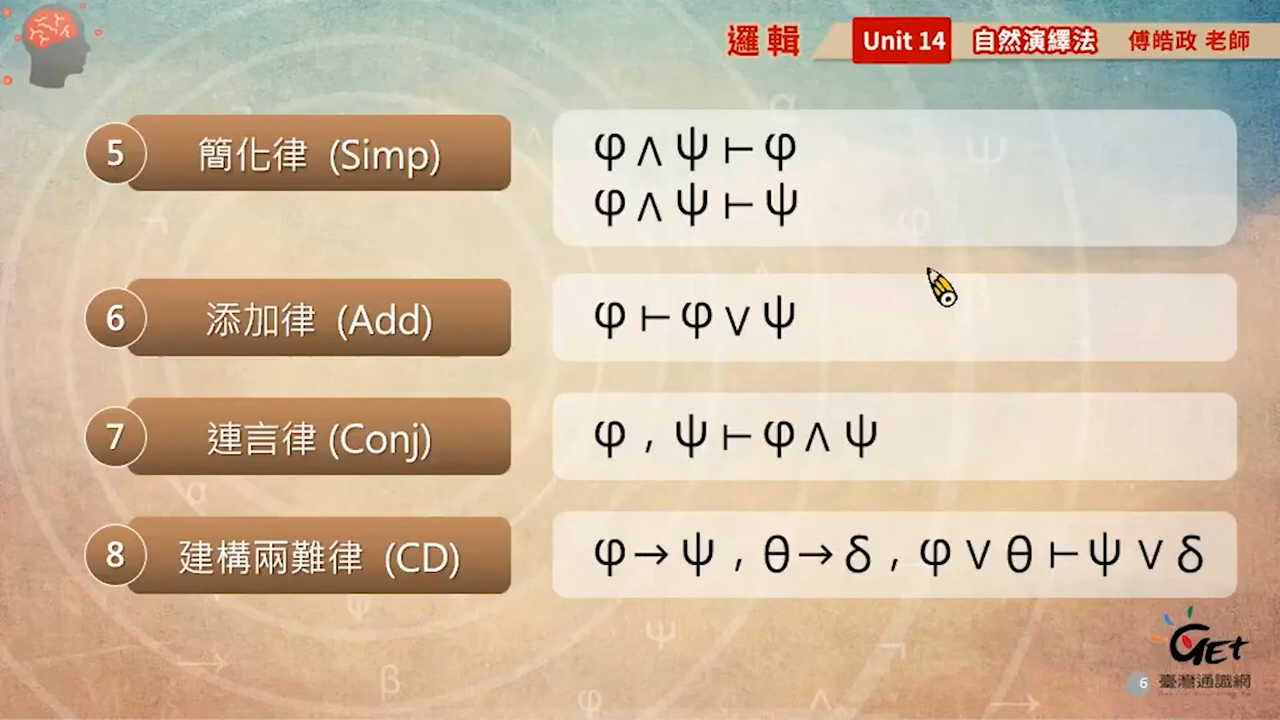 邏輯 Unit 14 自然演繹法 傅皓政 老師
5 簡化律 (Simp)
φ ∧ ψ ⊢ φ
φ ∧ ψ ⊢ ψ
6 添加律 (Add)
φ ⊢ φ ∨ ψ
7 連言律 (Conj)
φ , ψ ⊢ φ ∧ ψ
8 建構兩難律 (CD)
φ → ψ , θ → δ , φ ∨ θ ⊢ ψ ∨ δ
GET
6 臺灣通識網